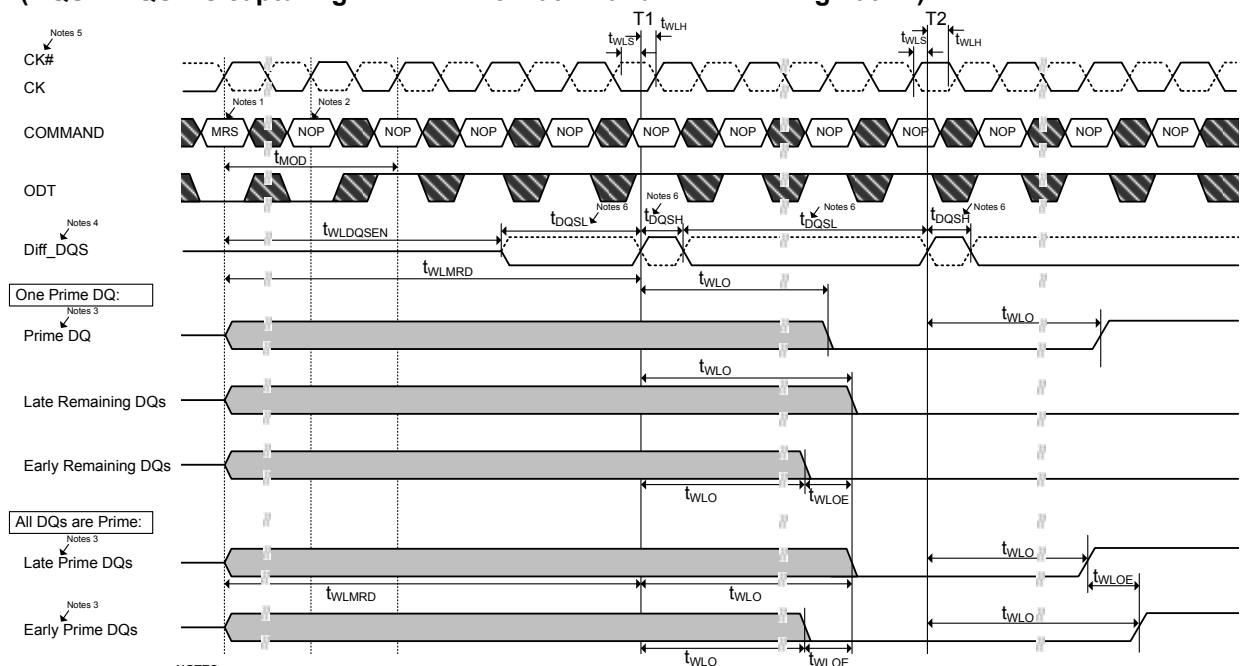 T1 T2
tWLS tWLH tWLS tWLH
Notes 5
CK#
CK
Notes 1 Notes 2
COMMAND MRS NOP NOP NOP NOP NOP NOP NOP NOP NOP NOP NOP
tMOD
ODT
Notes 6 Notes 6 Notes 6 Notes 6
tDQSL tDQSH tDQSL tDQSH
Notes 4
Diff_DQS
tWLDQSEN
tWLMRD
tWLO
One Prime DQ:
Notes 3
Prime DQ
tWLO
tWLO
Late Remaining DQs
Early Remaining DQs
tWLO tWLOE
All DQs are Prime:
Notes 3
Late Prime DQs
tWLO
tWLOE
tWLMRD tWLO
Notes 3
Early Prime DQs
tWLO
tWLO tWLOE